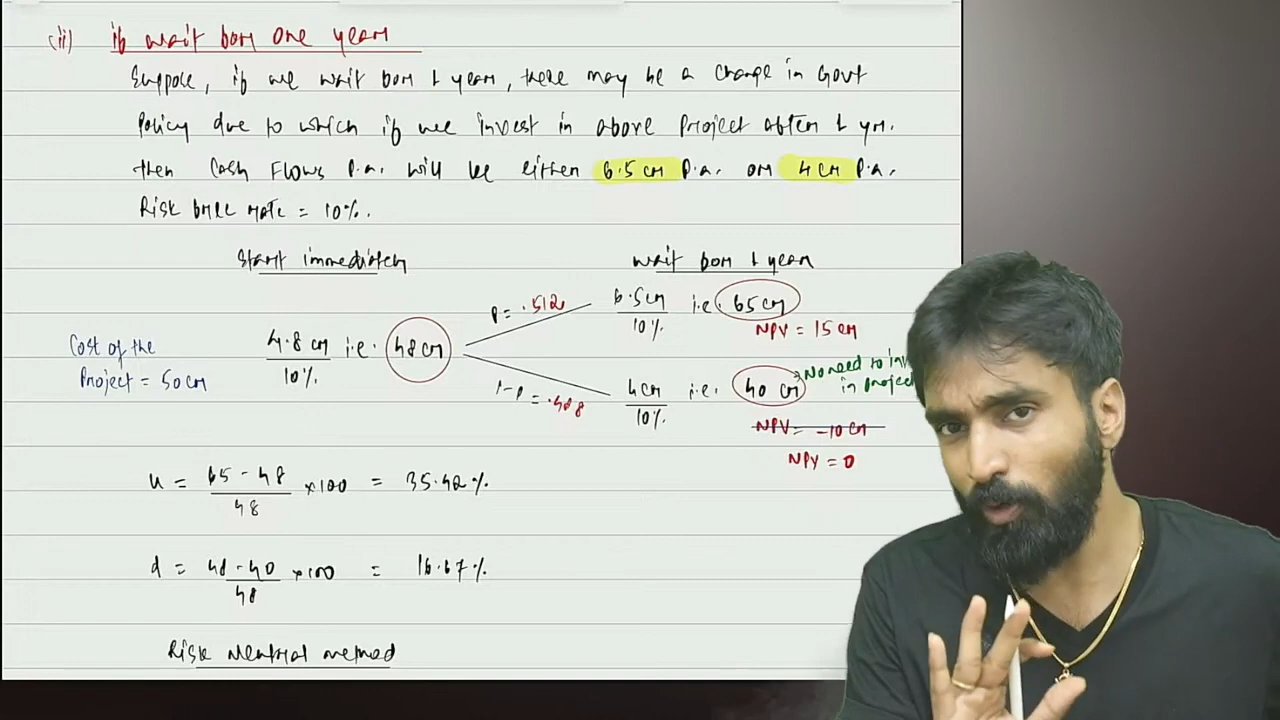 (ii) if wait for one year
Suppose, if we wait for 1 year, there may be a change in Govt
Policy due to which if we invest in above Project after 1 yr.
then Cash Flows P.a. will be either 6.5 cr P.a. or 4 cr P.a.
Risk free rate = 10%.
Start immediately
wait for 1 year
Cost of the
Project = 50 cr
4.8 cr
10%
i.e. 48 cr
P = .512
1-P = .488
6.5 cr
10%
i.e. 65 cr
NPV = 15 cr
4 cr
10%
i.e. 40 cr
No need to
in project
NPV = -10 cr
NPV = 0
u = 65 - 48 / 48 × 100 = 35.42%
d = 48 - 40 / 48 × 100 = 16.67%
Risk Neutral method